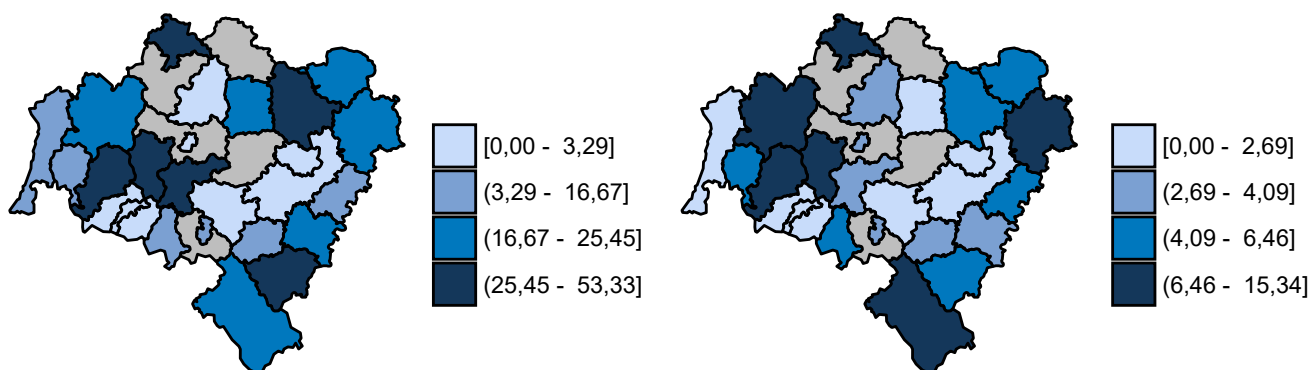 [0,00 - 3,29]
(3,29 - 16,67]
(16,67 - 25,45]
(25,45 - 53,33]
[0,00 - 2,69]
(2,69 - 4,09]
(4,09 - 6,46]
(6,46 - 15,34]